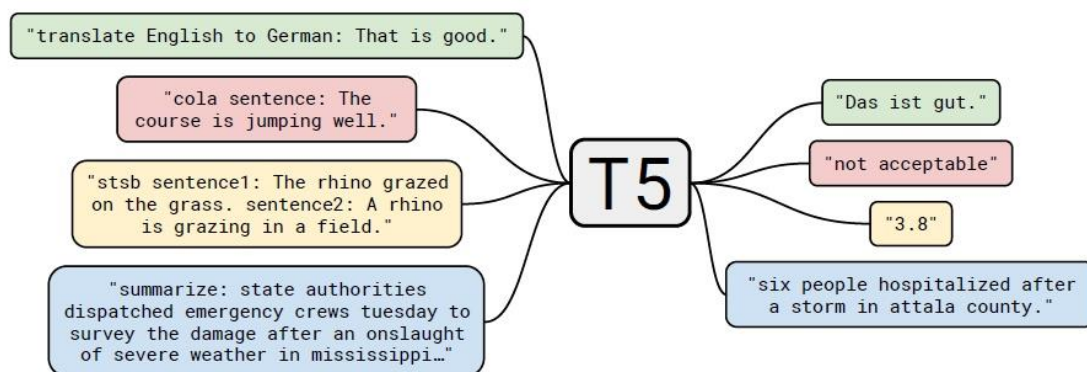 "translate English to German: That is good."
"cola sentence: The
course is jumping well."
"stsb sentence1: The rhino grazed
on the grass. sentence2: A rhino
is grazing in a field."
"summarize: state authorities
dispatched emergency crews tuesday to
survey the damage after an onslaught
of severe weather in mississippi…"
T5
"Das ist gut."
"not acceptable"
"3.8"
"six people hospitalized after
a storm in attala county."